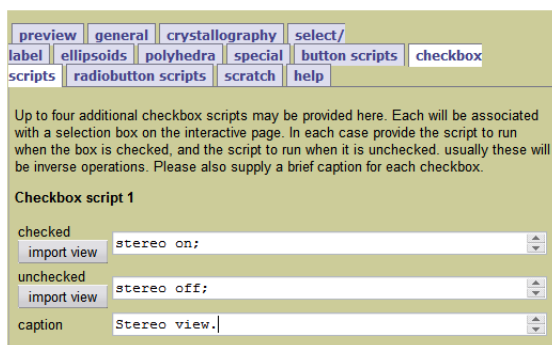 preview general crystallography select/
label ellipsoids polyhedra special button scripts checkbox
scripts radiobutton scripts scratch help
Up to four additional checkbox scripts may be provided here. Each will be associated
with a selection box on the interactive page. In each case provide the script to run
when the box is checked, and the script to run when it is unchecked. usually these will
be inverse operations. Please also supply a brief caption for each checkbox.
Checkbox script 1
checked
import view
stereo on;
unchecked
import view
stereo off;
caption
Stereo view.